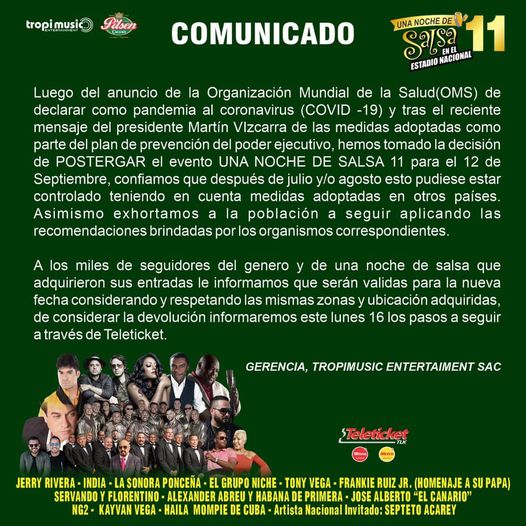 tropimusic
ENTERTAINMENT
Pilsen
CALLAO
COMUNICADO
UNA NOCHE DE
Salsa 11
EN EL
ESTADIO NACIONAL
Luego del anuncio de la Organización Mundial de la Salud(OMS) de
declarar como pandemia al coronavirus (COVID -19) y tras el reciente
mensaje del presidente Martín VIzcarra de las medidas adoptadas como
parte del plan de prevención del poder ejecutivo, hemos tomado la decisión
de POSTERGAR el evento UNA NOCHE DE SALSA 11 para el 12 de
Septiembre, confiamos que después de julio y/o agosto esto pudiese estar
controlado teniendo en cuenta medidas adoptadas en otros países.
Asimismo exhortamos a la población a seguir aplicando las
recomendaciones brindadas por los organismos correspondientes.
A los miles de seguidores del genero y de una noche de salsa que
adquirieron sus entradas le informamos que serán validas para la nueva
fecha considerando y respetando las mismas zonas y ubicación adquiridas,
de considerar la devolución informaremos este lunes 16 los pasos a seguir
a través de Teleticket.
GERENCIA, TROPIMUSIC ENTERTAIMENT SAC
Teleticket
TLK
Wong
Metro
JERRY RIVERA - INDIA - LA SONORA PONCEÑA - EL GRUPO NICHE - TONY VEGA - FRANKIE RUIZ JR. (HOMENAJE A SU PAPA)
SERVANDO Y FLORENTINO - ALEXANDER ABREU Y HABANA DE PRIMERA - JOSE ALBERTO “EL CANARIO”
NG2 - KAYVAN VEGA - HAILA MOMPIE DE CUBA - Artista Nacional Invitado: SEPTETO ACAREY